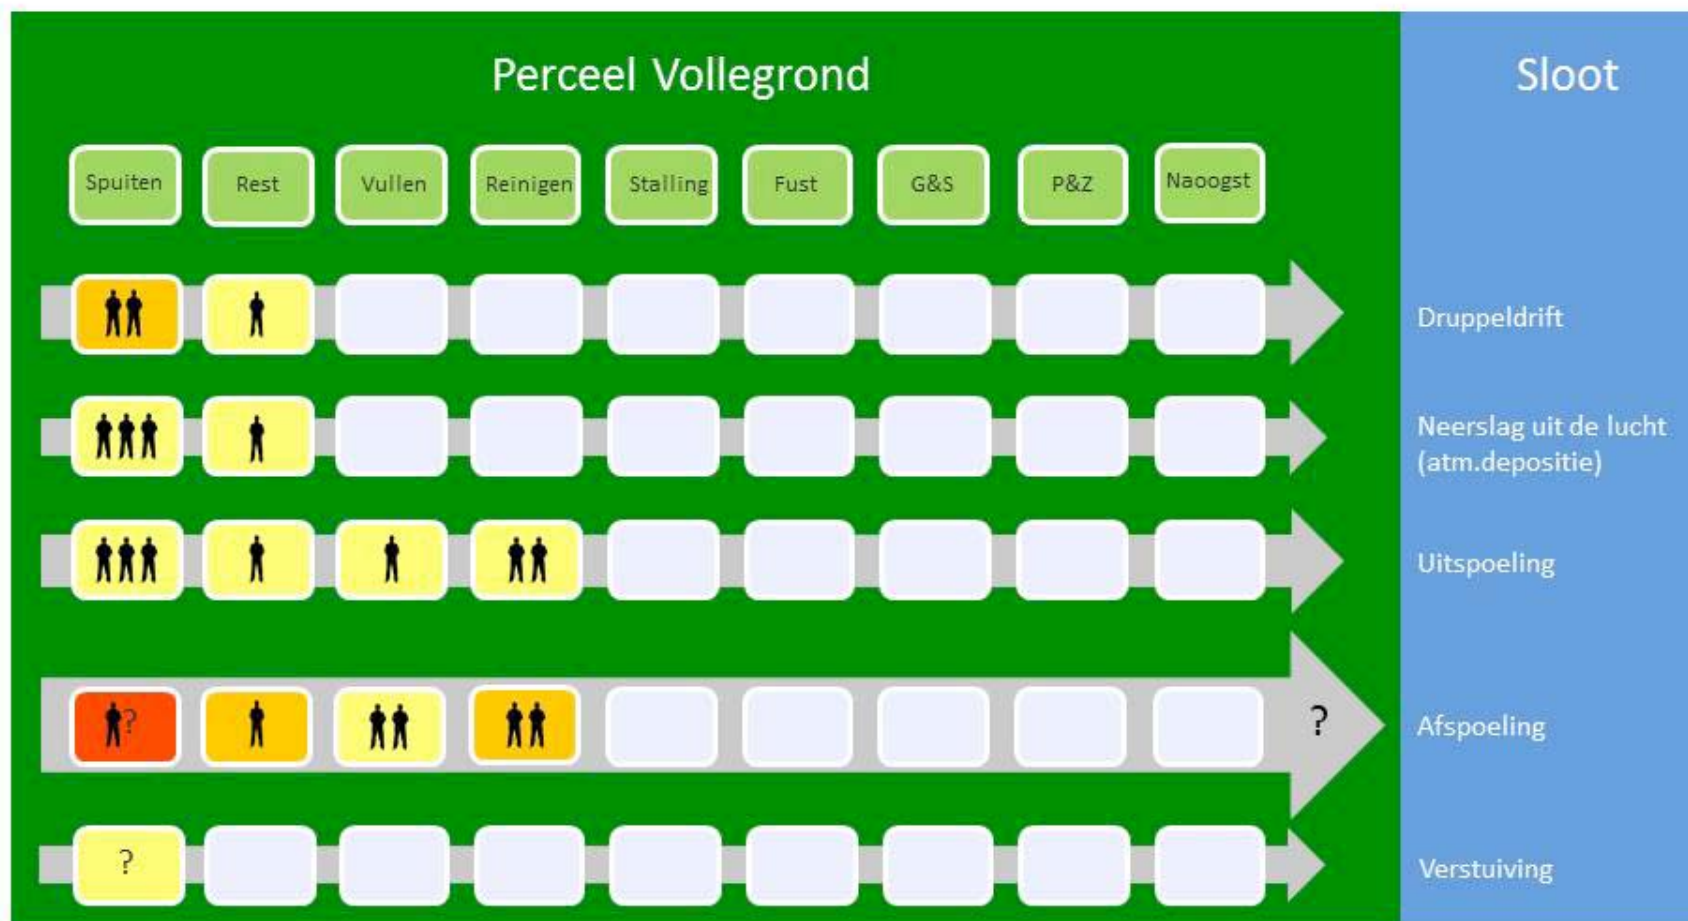 Perceel Vollegrond
Sloot
Spuiten
Rest
Vullen
Reinigen
Stalling
Fust
G&S
P&Z
Naoogst
Druppeldrift
Neerslag uit de lucht
(atm.depositie)
Uitspoeling
?
?
Afspoeling
?
Verstuiving